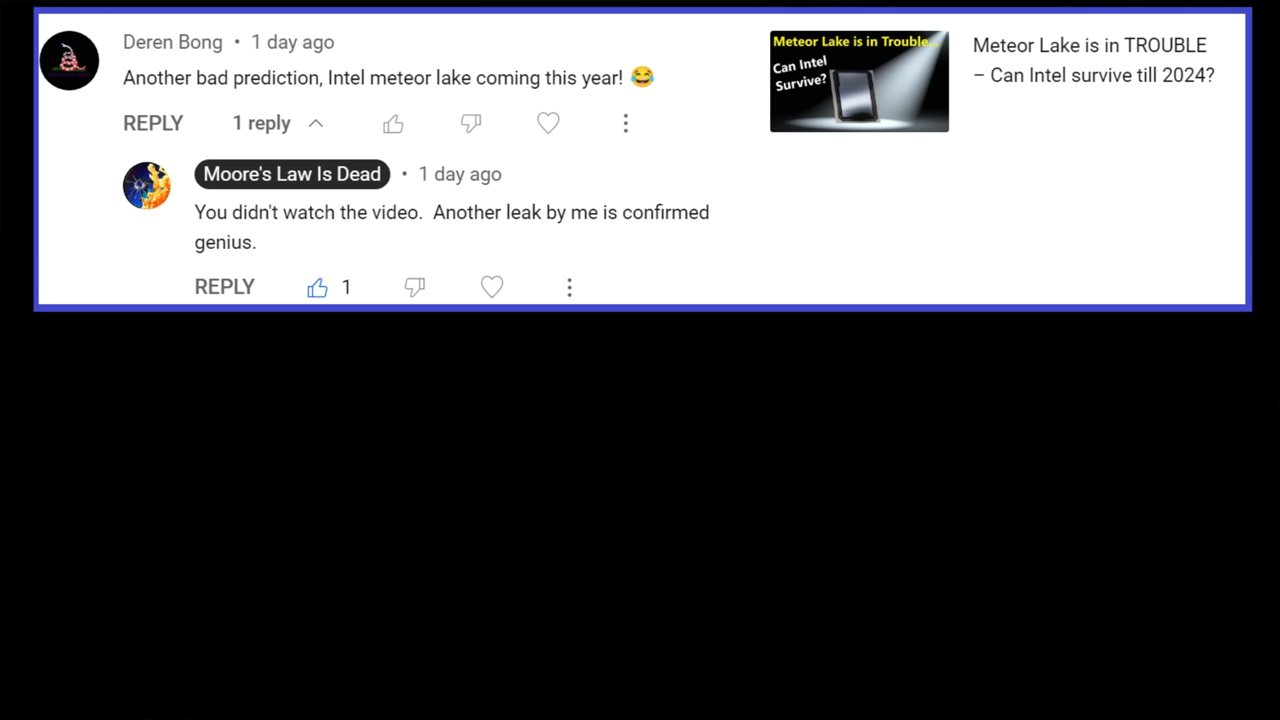 Deren Bong • 1 day ago
Another bad prediction, Intel meteor lake coming this year! 😂
REPLY 1 reply
Moore's Law Is Dead • 1 day ago
You didn't watch the video. Another leak by me is confirmed
genius.
REPLY 1
Meteor Lake is in Trouble...
Can Intel
Survive?
Meteor Lake is in TROUBLE
– Can Intel survive till 2024?